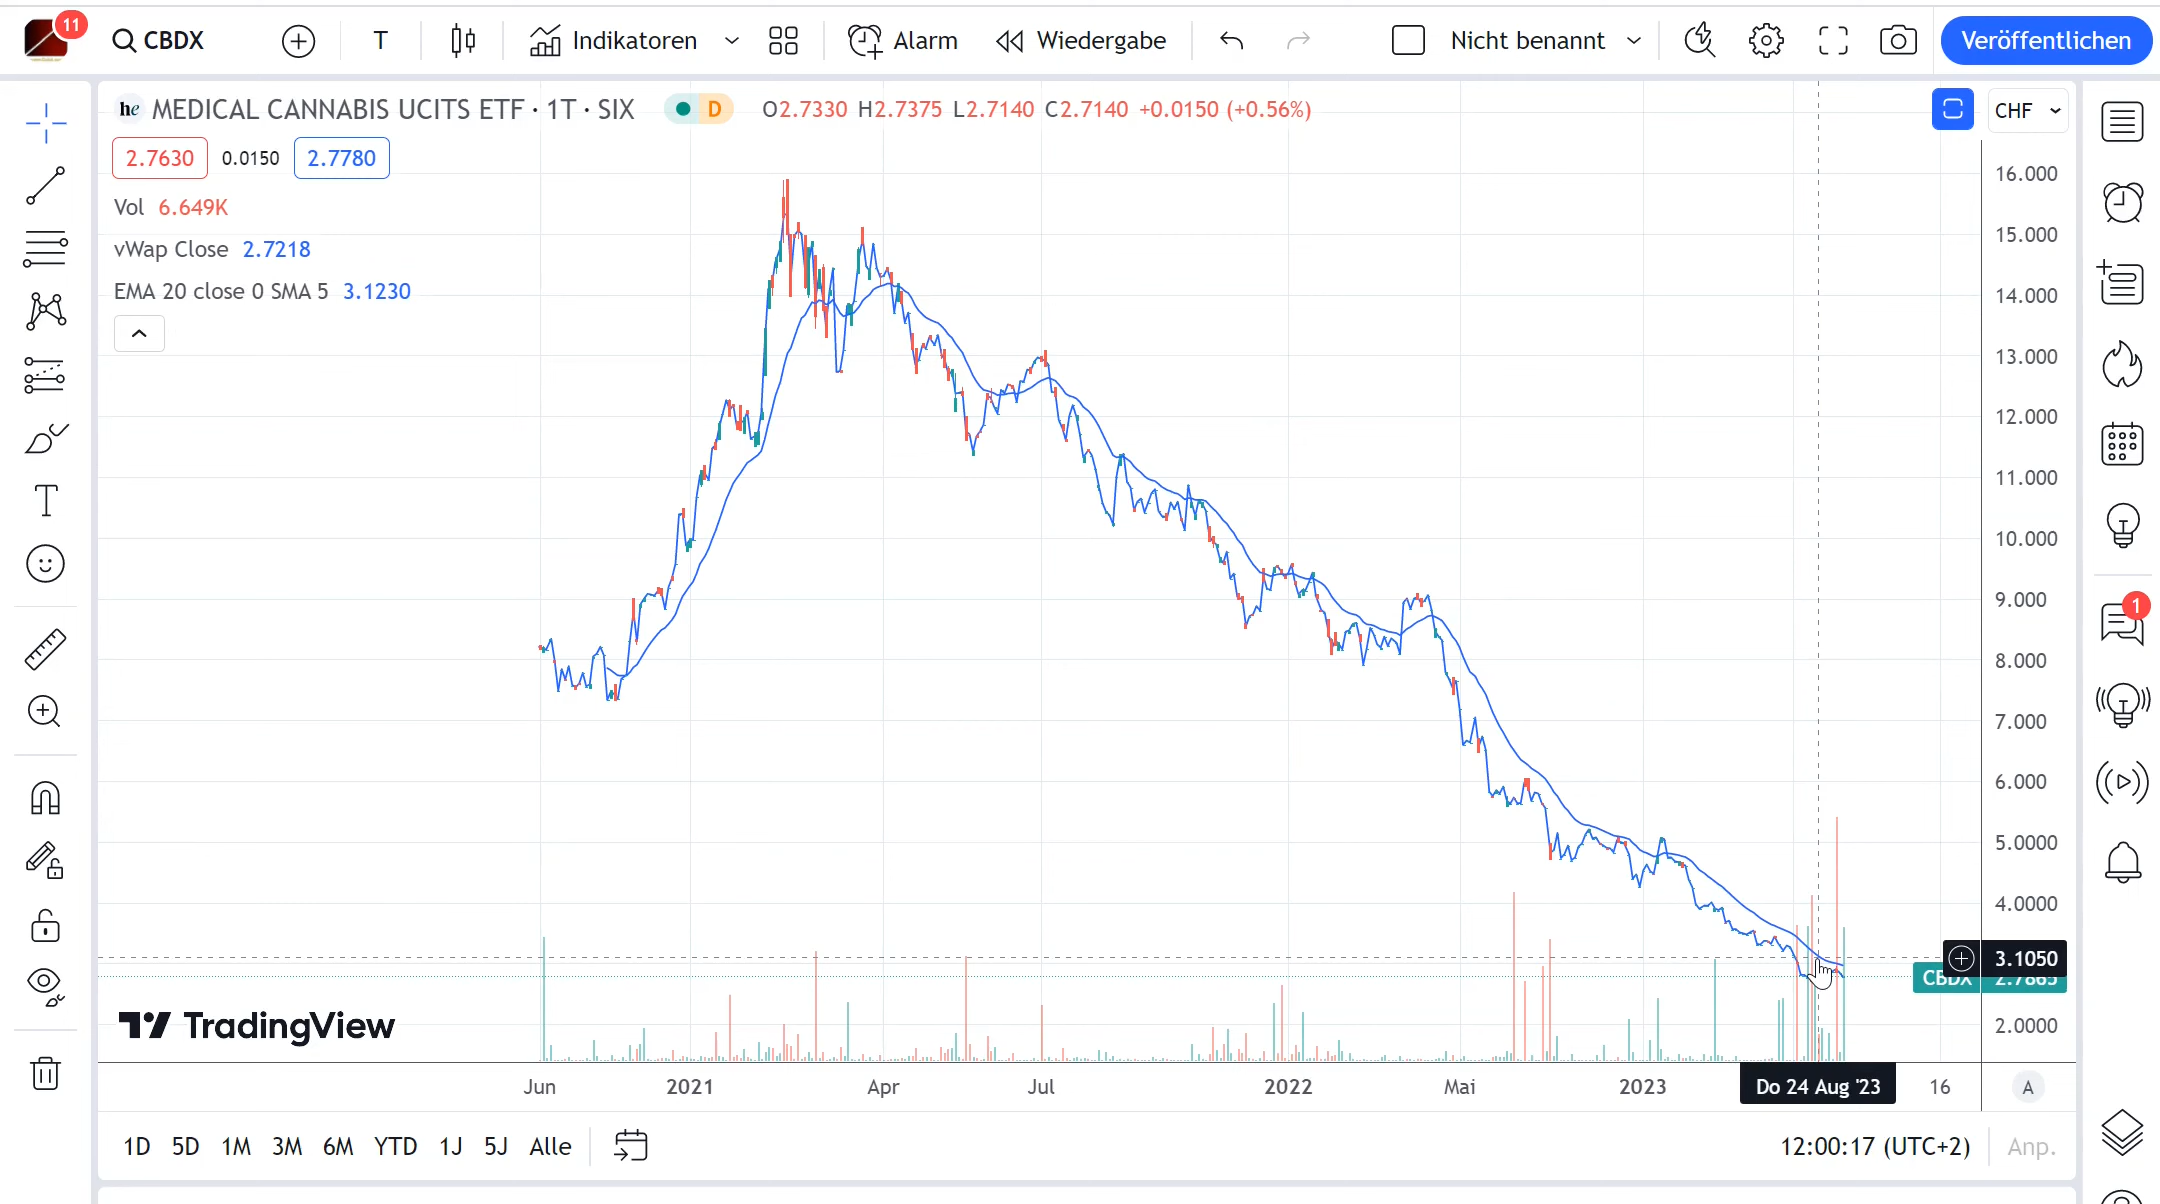 11
CBDX
T
Indikatoren
Alarm
Wiedergabe
Nicht benannt
Veröffentlichen
he MEDICAL CANNABIS UCITS ETF · 1T · SIX
D
O2.7330 H2.7375 L2.7140 C2.7140 +0.0150 (+0.56%)
CHF
2.7630 0.0150 2.7780
Vol 6.649K
vWap Close 2.7218
EMA 20 close 0 SMA 5 3.1230
16.000
15.000
14.000
13.000
12.000
11.000
10.000
9.000
8.000
7.000
6.000
5.0000
4.0000
3.1050
CBDX 2.7865
2.0000
1
TradingView
Jun 2021 Apr Jul 2022 Mai 2023 Do 24 Aug '23 16 A
1D 5D 1M 3M 6M YTD 1J 5J Alle
12:00:17 (UTC+2) Anp.